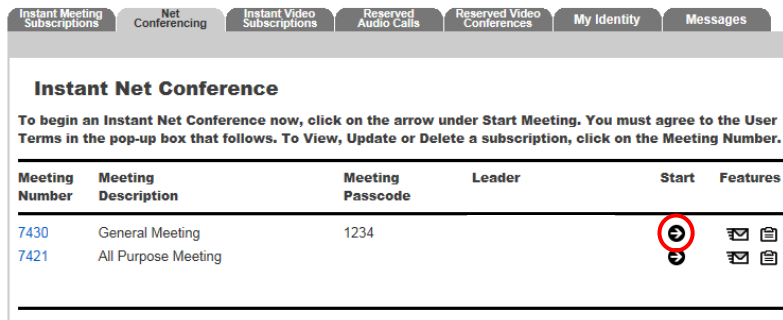 Instant Meeting Subscriptions
Net Conferencing
Instant Video Subscriptions
Reserved Audio Calls
Reserved Video Conferences
My Identity
Messages
Instant Net Conference
To begin an Instant Net Conference now, click on the arrow under Start Meeting. You must agree to the User
Terms in the pop-up box that follows. To View, Update or Delete a subscription, click on the Meeting Number.
Meeting Number Meeting Description Meeting Passcode Leader Start Features
7430 General Meeting 1234
7421 All Purpose Meeting